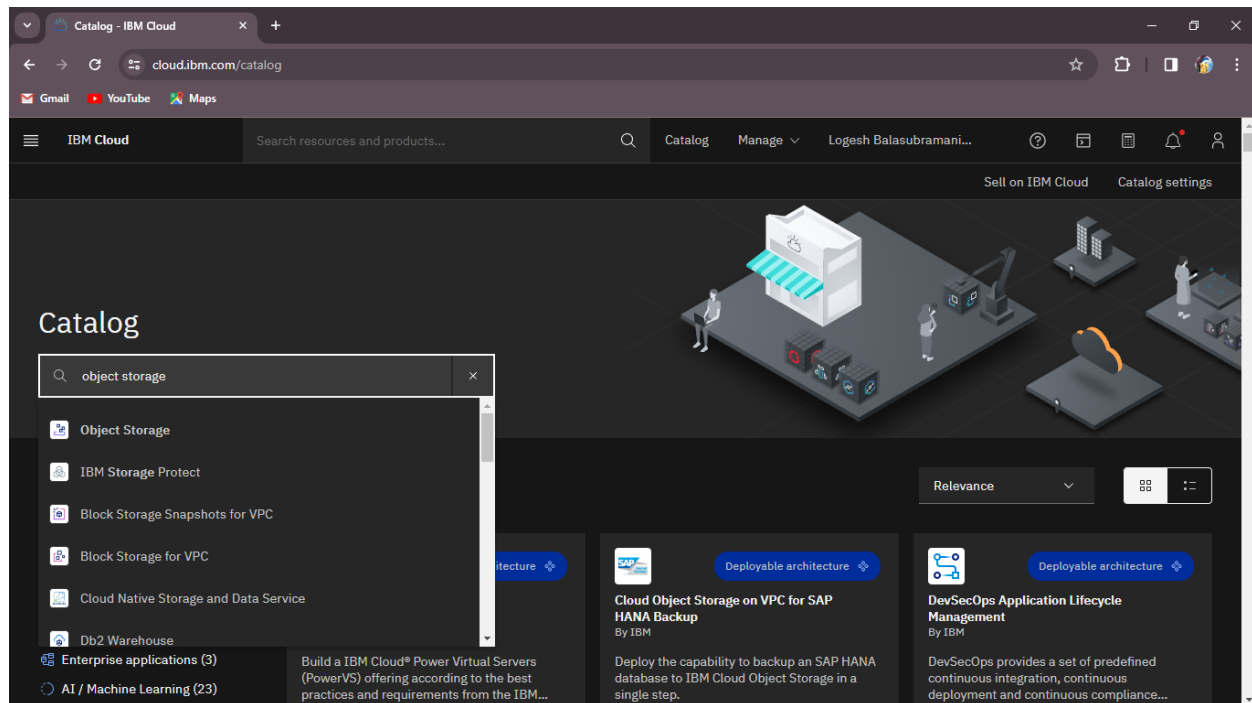 Catalog - IBM Cloud
cloud.ibm.com/catalog
Gmail YouTube Maps
IBM Cloud Search resources and products... Catalog Manage Logesh Balasubramani...
Sell on IBM Cloud Catalog settings
Catalog
object storage
Object Storage
IBM Storage Protect
Block Storage Snapshots for VPC
Block Storage for VPC
Cloud Native Storage and Data Service
Db2 Warehouse
Enterprise applications (3)
AI / Machine Learning (23)
Relevance
itecture
Build a IBM Cloud® Power Virtual Servers
(PowerVS) offering according to the best
practices and requirements from the IBM...
SAP
Deployable architecture
Cloud Object Storage on VPC for SAP
HANA Backup
By IBM
Deploy the capability to backup an SAP HANA
database to IBM Cloud Object Storage in a
single step.
Deployable architecture
DevSecOps Application Lifecycle
Management
By IBM
DevSecOps provides a set of predefined
continuous integration, continuous
deployment and continuous compliance...